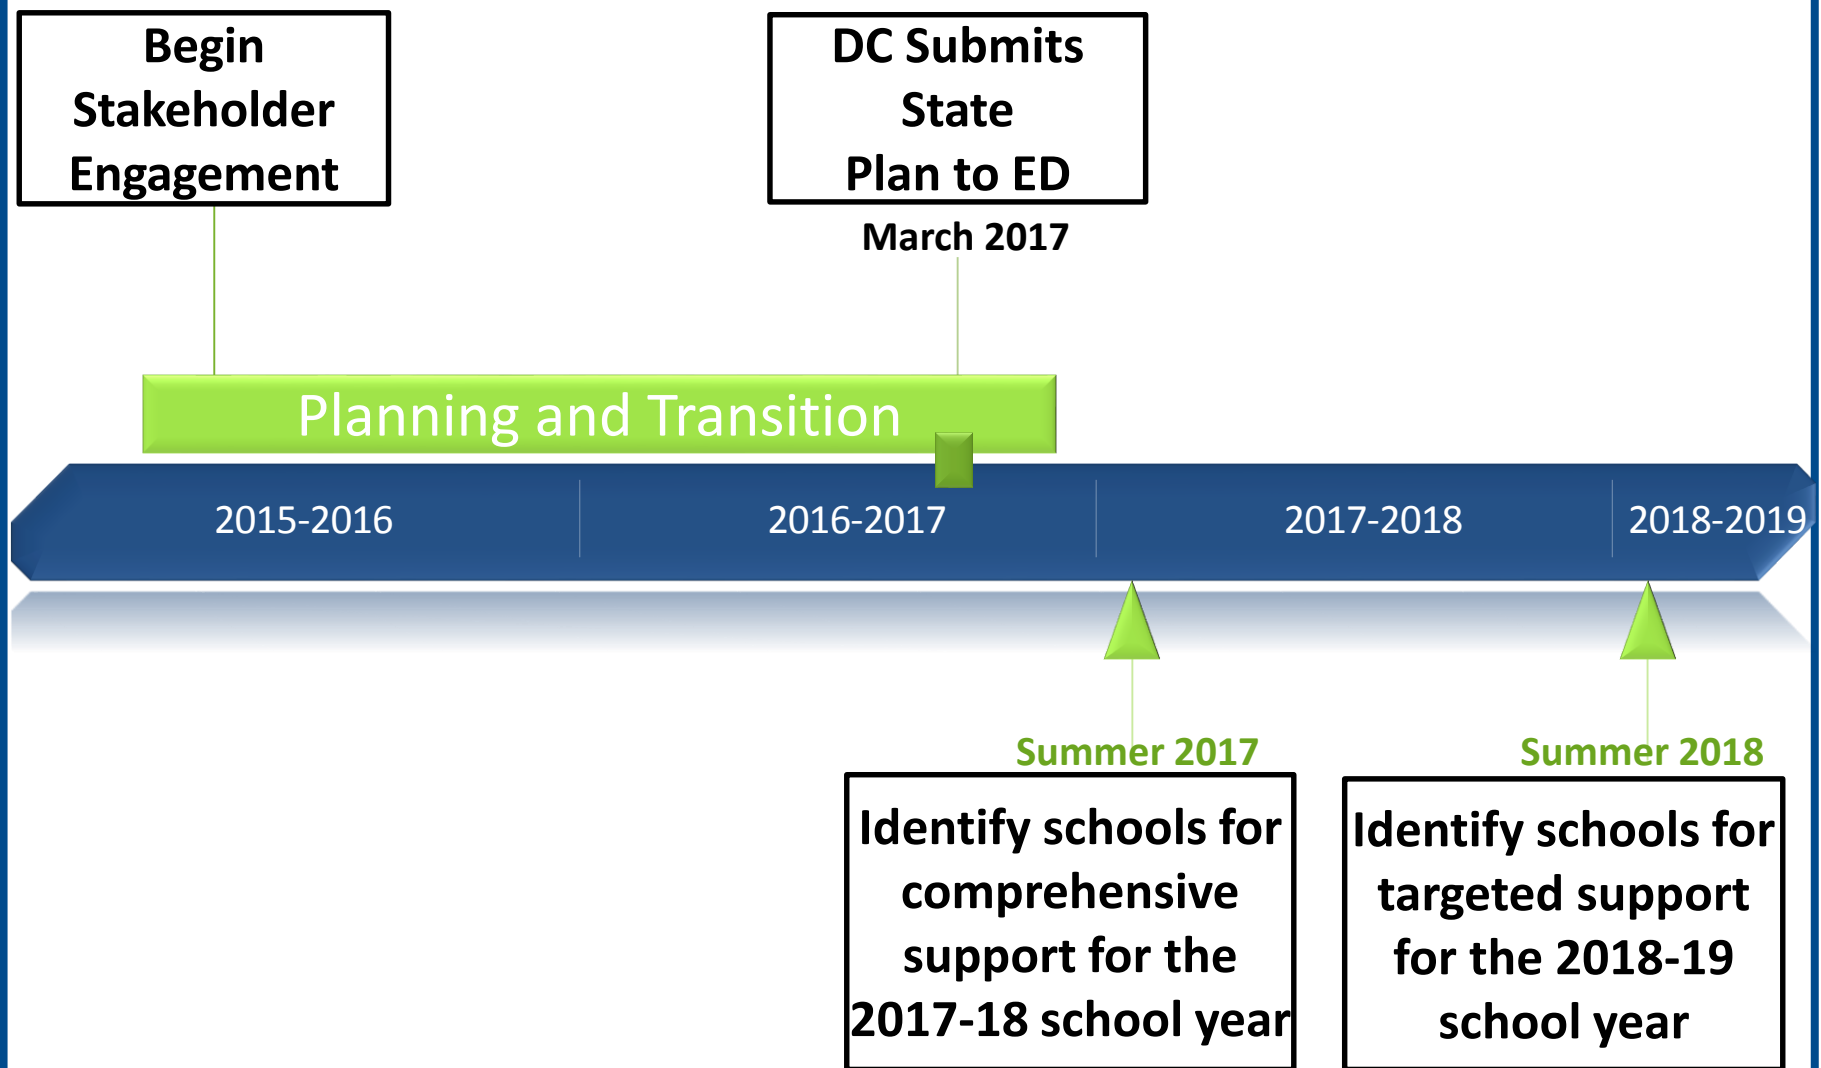 Begin
Stakeholder
Engagement
DC Submits
State
Plan to ED
March 2017
Planning and Transition
2015-2016
2016-2017
2017-2018
2018-2019
Summer 2017
Identify schools for
comprehensive
support for the
2017-18 school year
Summer 2018
Identify schools for
targeted support
for the 2018-19
school year